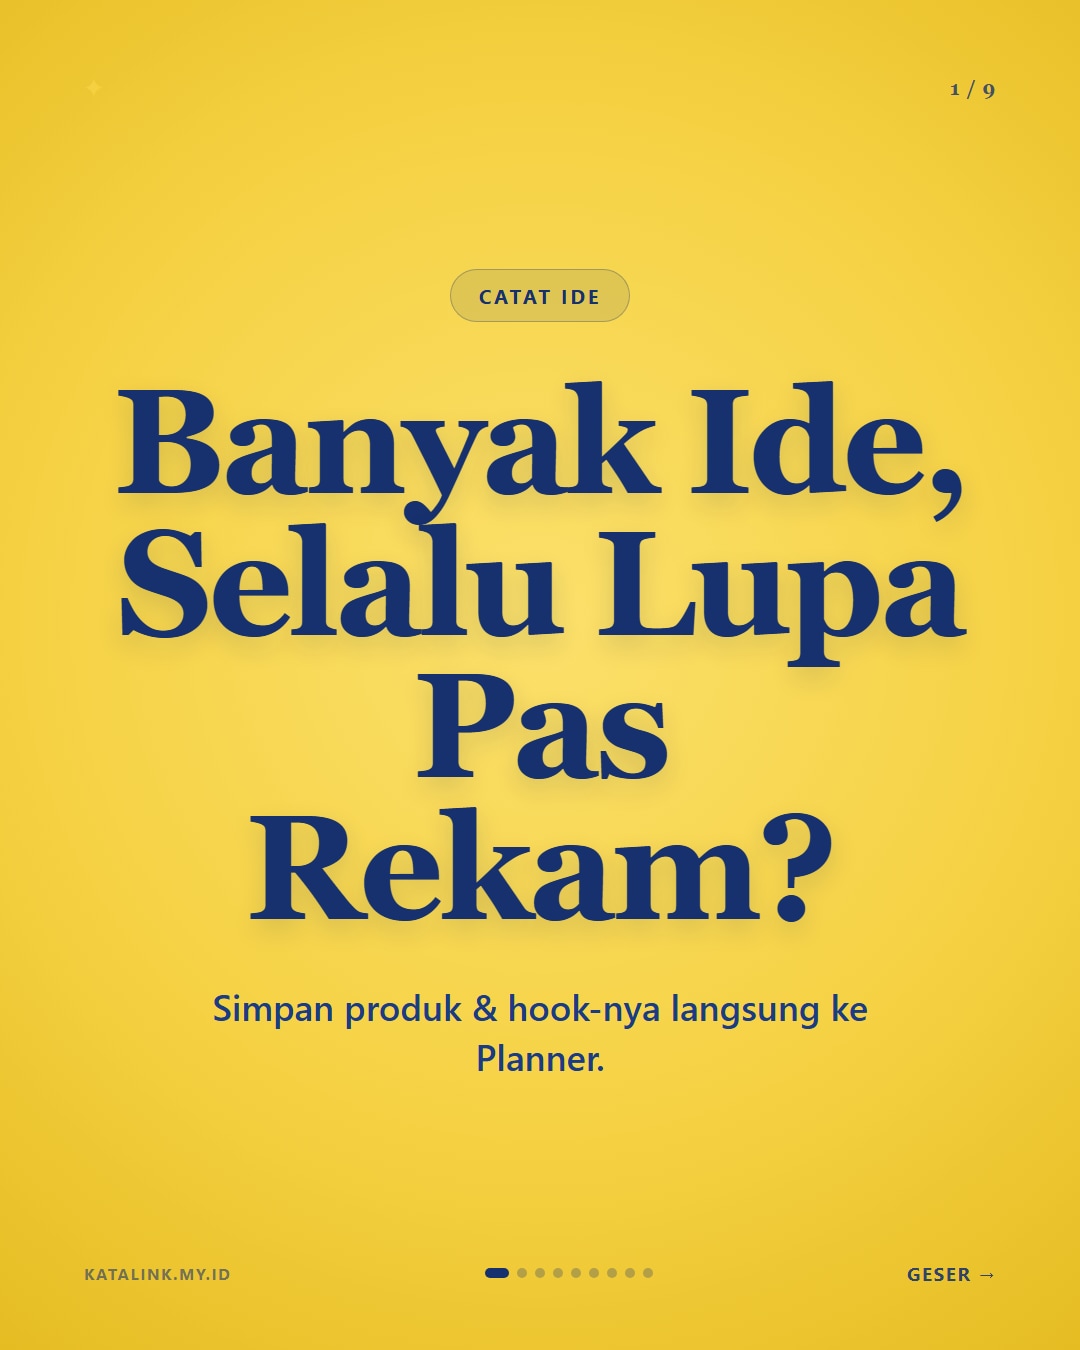 1 / 9
CATAT IDE
Banyak Ide,
Selalu Lupa
Pas
Rekam?
Simpan produk & hook-nya langsung ke
Planner.
KATALINK.MY.ID
GESER →